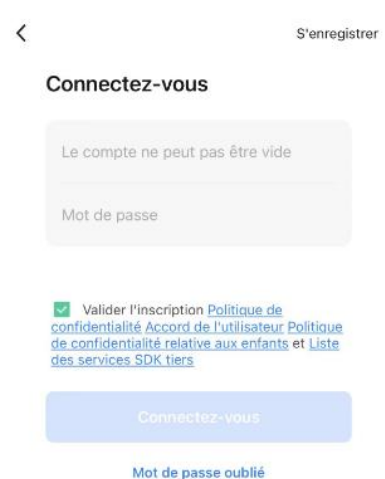 S'enregistrer
Connectez-vous
Le compte ne peut pas être vide
Mot de passe
Valider l'inscription Politique de
confidentialité Accord de l'utilisateur Politique
de confidentialité relative aux enfants et Liste
des services SDK tiers
Connectez-vous
Mot de passe oublié